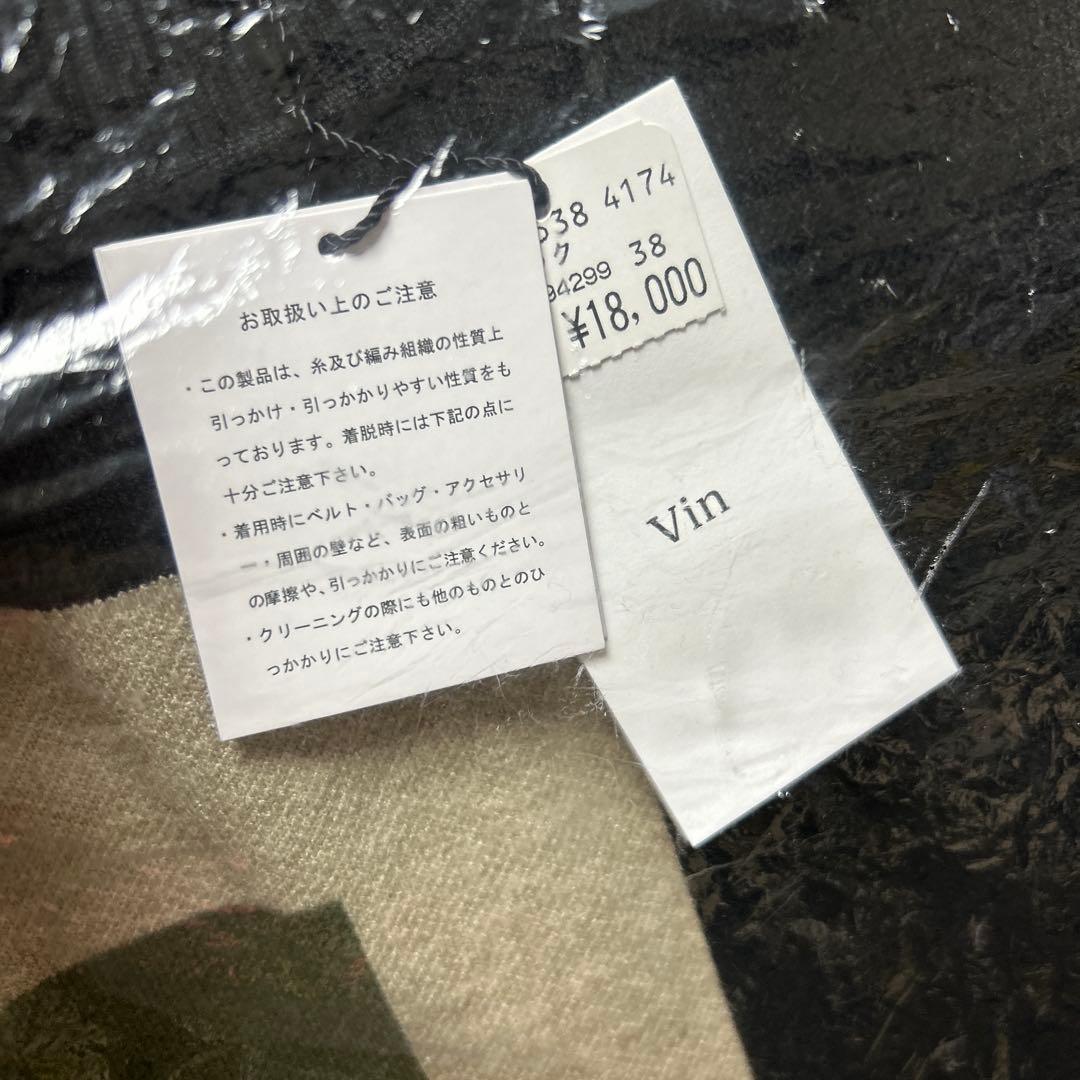 お取扱い上のご注意
・この製品は、糸及び編み組織の性質上
引っかけ・引っかかりやすい性質をも
っております。着脱時には下記の点に
十分ご注意下さい。
・着用時にベルト・バッグ・アクセサリ
ー・周囲の壁など、表面の粗いものと
の摩擦や、引っかかりにご注意ください。
・クリーニングの際にも他のものとのひ
っかかりにご注意下さい。
38 4174
ク
94299 38
¥18,000
Vin